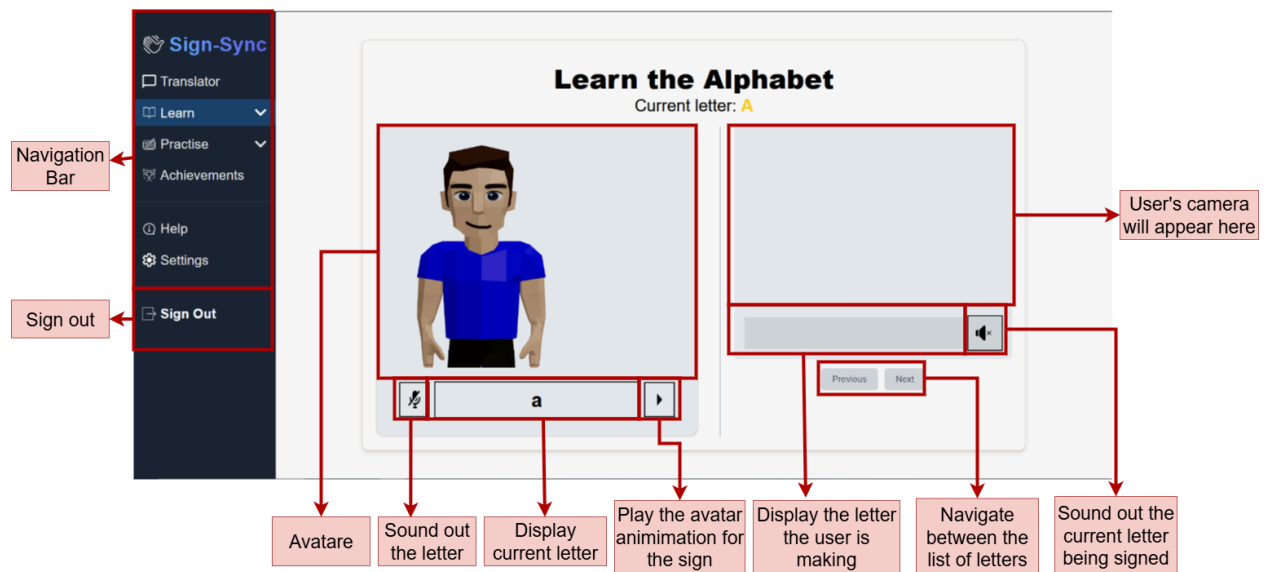 Sign-Sync
Translator
Learn
Practise
Achievements
Help
Settings
Sign Out
Navigation
Bar
Sign out
Learn the Alphabet
Current letter: A
a
Previous
Next
User's camera
will appear here
Avatare
Sound out
the letter
Display
current letter
Play the avatar
animimation for
the sign
Display the letter
the user is
making
Navigate
between the
list of letters
Sound out the
current letter
being signed